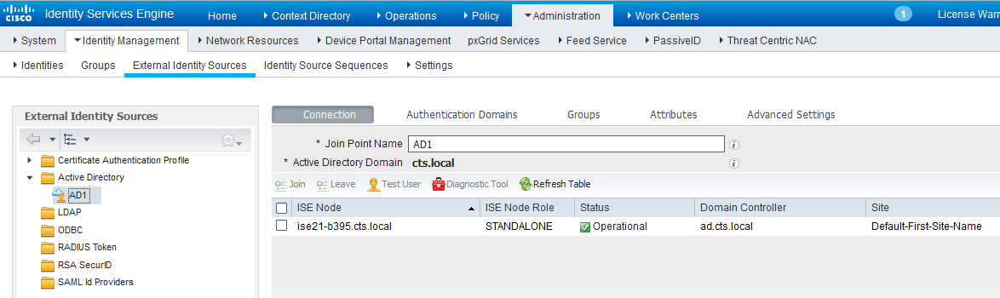 cisco Identity Services Engine Home Context Directory Operations Policy Administration Work Centers 1 License Warn
System Identity Management Network Resources Device Portal Management pxGrid Services Feed Service PassiveID Threat Centric NAC
Identities Groups External Identity Sources Identity Source Sequences Settings
External Identity Sources
Certificate Authentication Profile
Active Directory
AD1
LDAP
ODBC
RADIUS Token
RSA SecurID
SAML Id Providers
Connection Authentication Domains Groups Attributes Advanced Settings
* Join Point Name AD1
* Active Directory Domain cts.local
Join Leave Test User Diagnostic Tool Refresh Table
ISE Node ISE Node Role Status Domain Controller Site
ise21-b395.cts.local STANDALONE Operational ad.cts.local Default-First-Site-Name